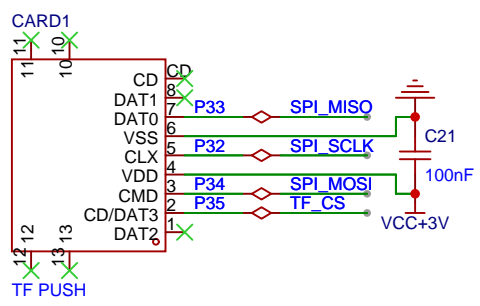 CARD1
11 10
11 10
CD CD
DAT1 8
DAT0 7 P33 SPI_MISO
VSS 6
CLX 5 P32 SPI_SCLK
VDD 4
CMD 3 P34 SPI_MOSI
CD/DAT3 2 P35 TF_CS
DAT2 1
C21
100nF
VCC+3V
12 13
12 13
TF PUSH